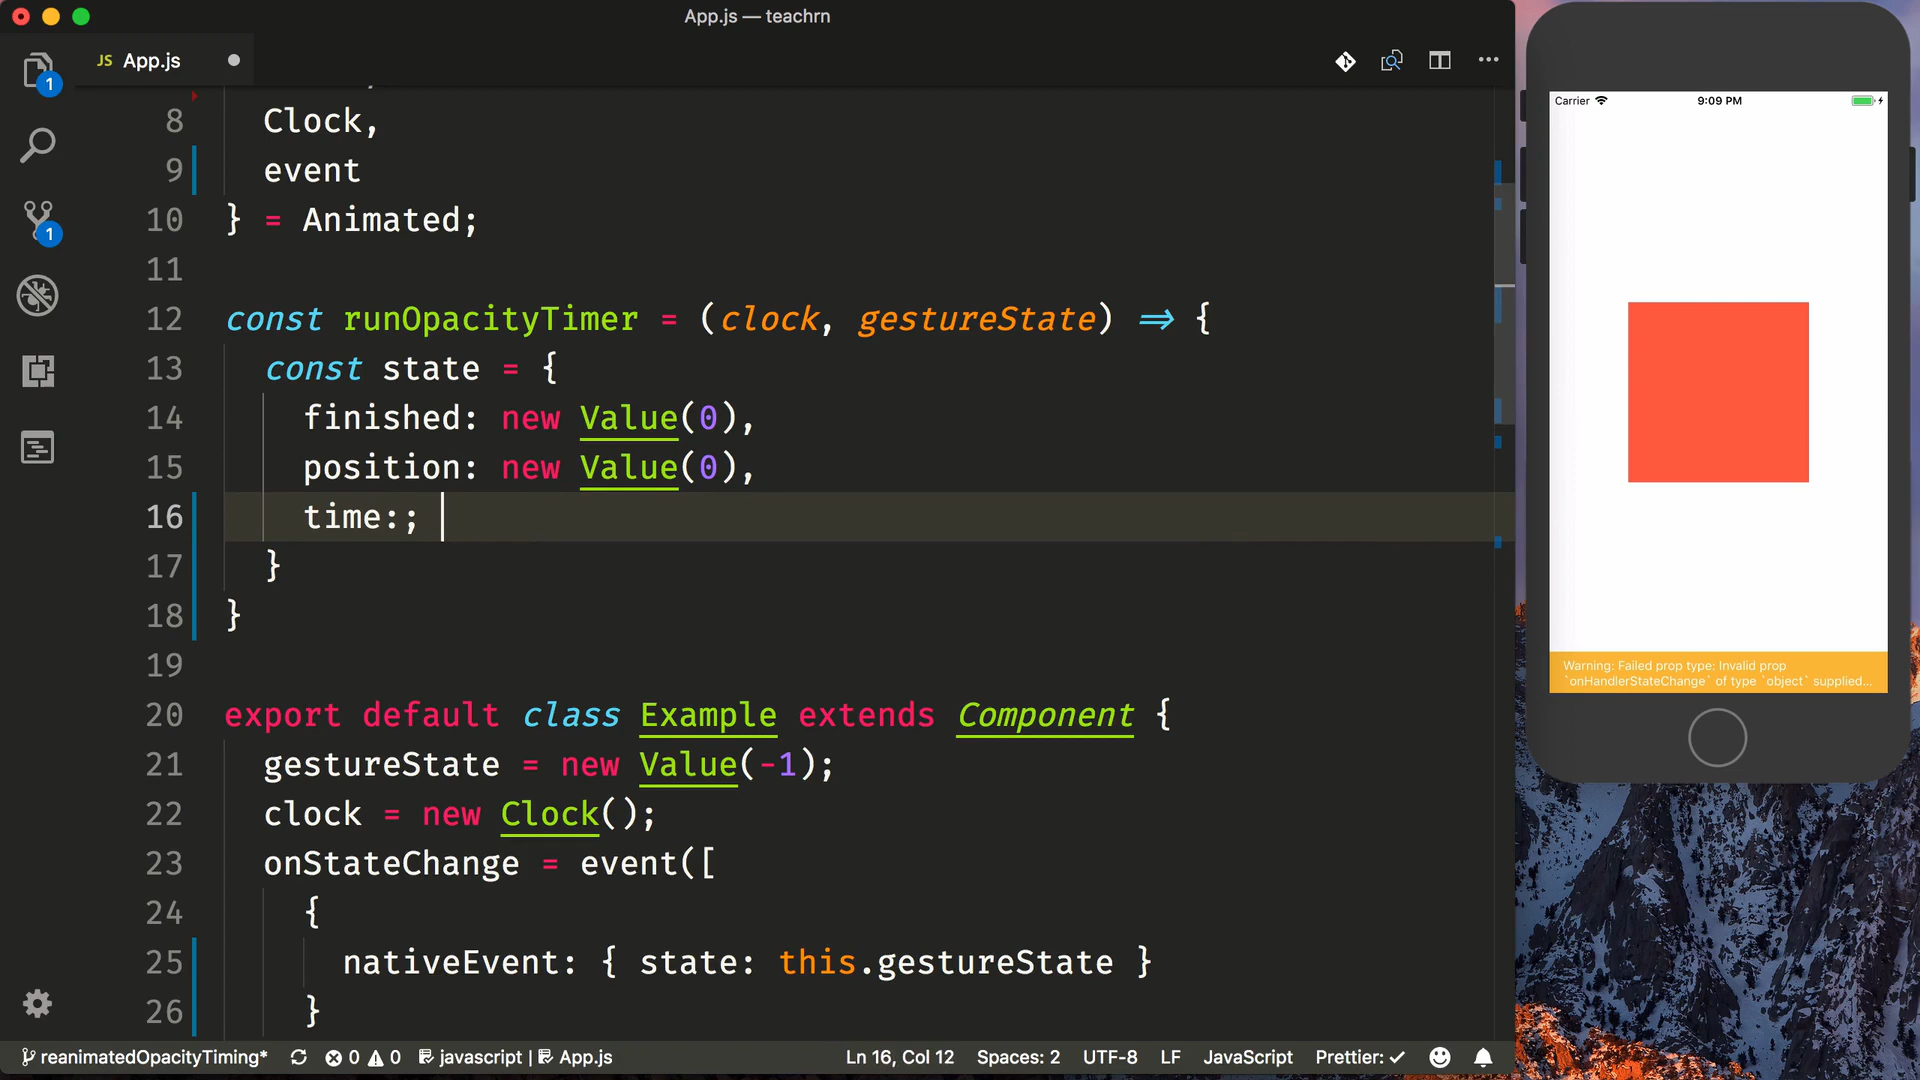 App.js — teachrn
JS App.js
8 Clock,
9 event
10 } = Animated;
11
12 const runOpacityTimer = (clock, gestureState) => {
13 const state = {
14 finished: new Value(0),
15 position: new Value(0),
16 time:;
17 }
18 }
19
20 export default class Example extends Component {
21 gestureState = new Value(-1);
22 clock = new Clock();
23 onStateChange = event([
24 {
25 nativeEvent: { state: this.gestureState }
26 }
1
1
reanimatedOpacityTiming* 0 0 javascript | App.js Ln 16, Col 12 Spaces: 2 UTF-8 LF JavaScript Prettier: ✓
Carrier 9:09 PM
Warning: Failed prop type: Invalid prop
`onHandlerStateChange` of type `object` supplied...